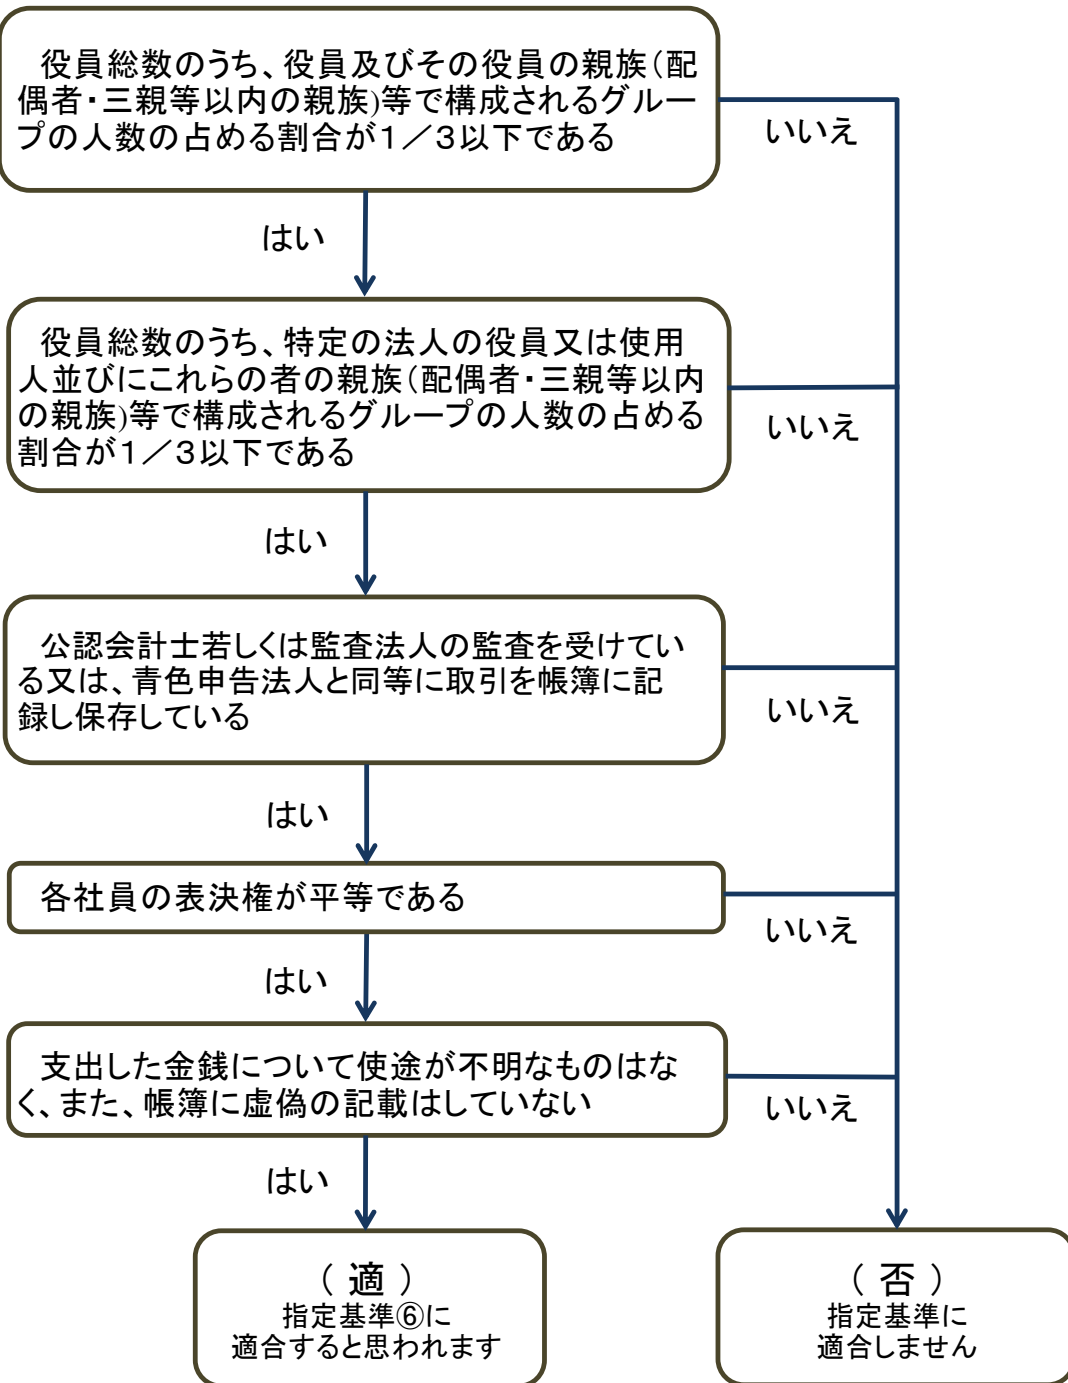 役員総数のうち、役員及びその役員の親族(配
偶者・三親等以内の親族)等で構成されるグルー
プの人数の占める割合が1/3以下である
いいえ
はい
役員総数のうち、特定の法人の役員又は使用
人並びにこれらの者の親族(配偶者・三親等以内
の親族)等で構成されるグループの人数の占める
割合が1/3以下である
いいえ
はい
公認会計士若しくは監査法人の監査を受けてい
る又は、青色申告法人と同等に取引を帳簿に記
録し保存している
いいえ
はい
各社員の表決権が平等である
いいえ
はい
支出した金銭について使途が不明なものはな
く、また、帳簿に虚偽の記載はしていない
いいえ
はい
(適)
指定基準⑥に
適合すると思われます
(否)
指定基準に
適合しません